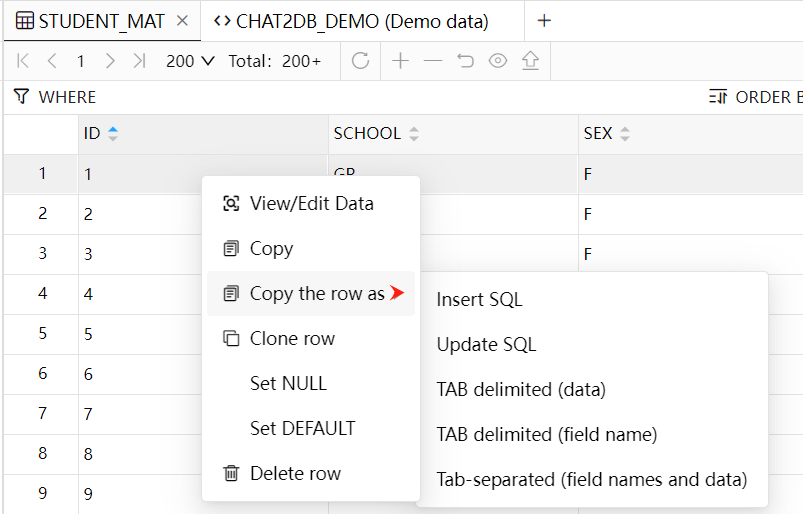 STUDENT_MAT
CHAT2DB_DEMO (Demo data)
1 200 Total: 200+
WHERE ORDER B
ID SCHOOL SEX
1 1 GP F
2 2 F
3 3 F
4 4
5 5
6 6
7 7
8 8
9 9
View/Edit Data
Copy
Copy the row as
Clone row
Set NULL
Set DEFAULT
Delete row
Insert SQL
Update SQL
TAB delimited (data)
TAB delimited (field name)
Tab-separated (field names and data)